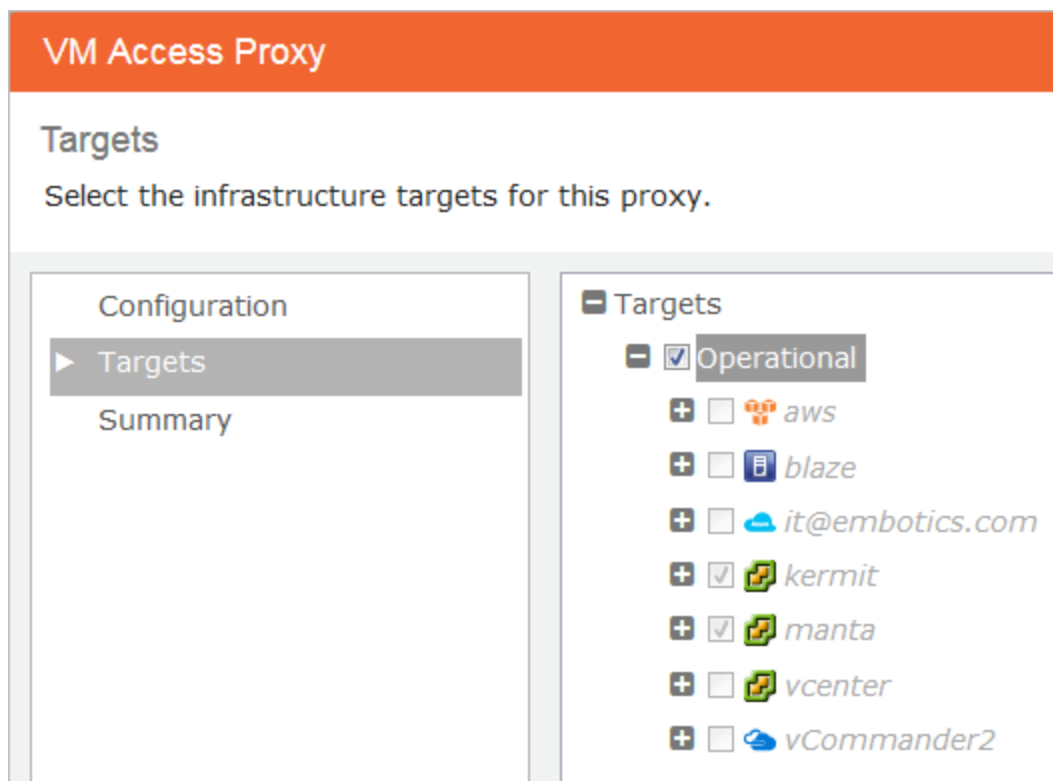 VM Access Proxy
Targets
Select the infrastructure targets for this proxy.
Configuration
Targets
Summary
Targets
Operational
aws
blaze
it@embotics.com
kermit
manta
vcenter
vCommander2